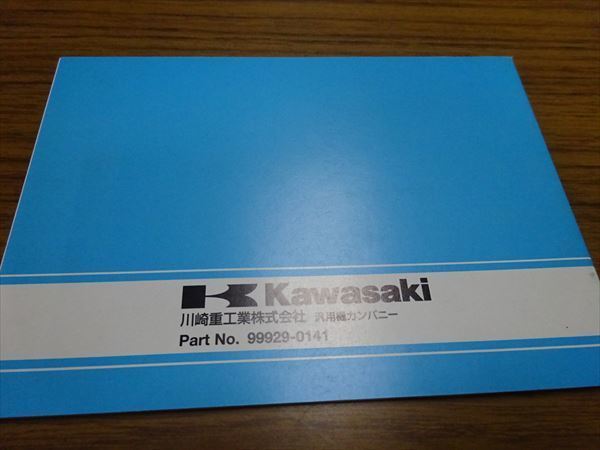 Kawasaki
川崎重工業株式会社 汎用機カンパニー
Part No. 99929-0141